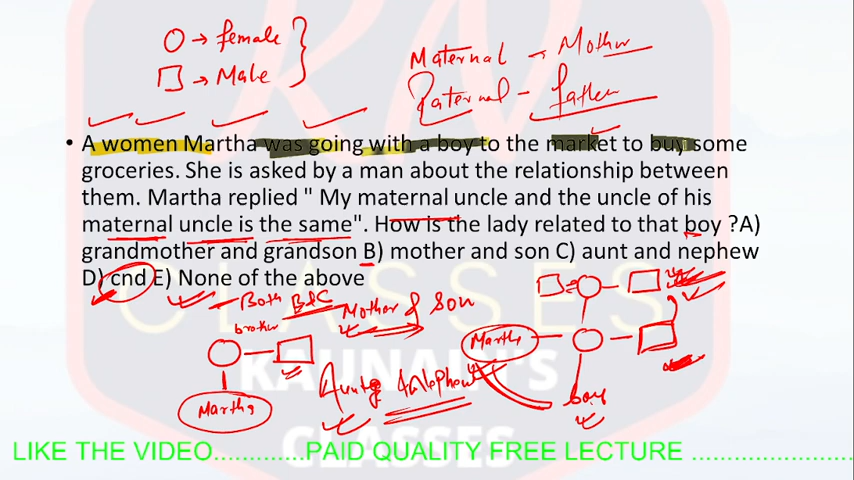 O → female
□ → Male
Maternal → Mother
Paternal - father
• A women Martha was going with a boy to the market to buy some
groceries. She is asked by a man about the relationship between
them. Martha replied " My maternal uncle and the uncle of his
maternal uncle is the same". How is the lady related to that boy ?A)
grandmother and grandson B) mother and son C) aunt and nephew
D) cnd E) None of the above
Both B&C
Mother & son
brother
Martha
Martha
boy
CLASSES
KAUNAIN'S
CLASSES
LIKE THE VIDEO............PAID QUALITY FREE LECTURE .......................